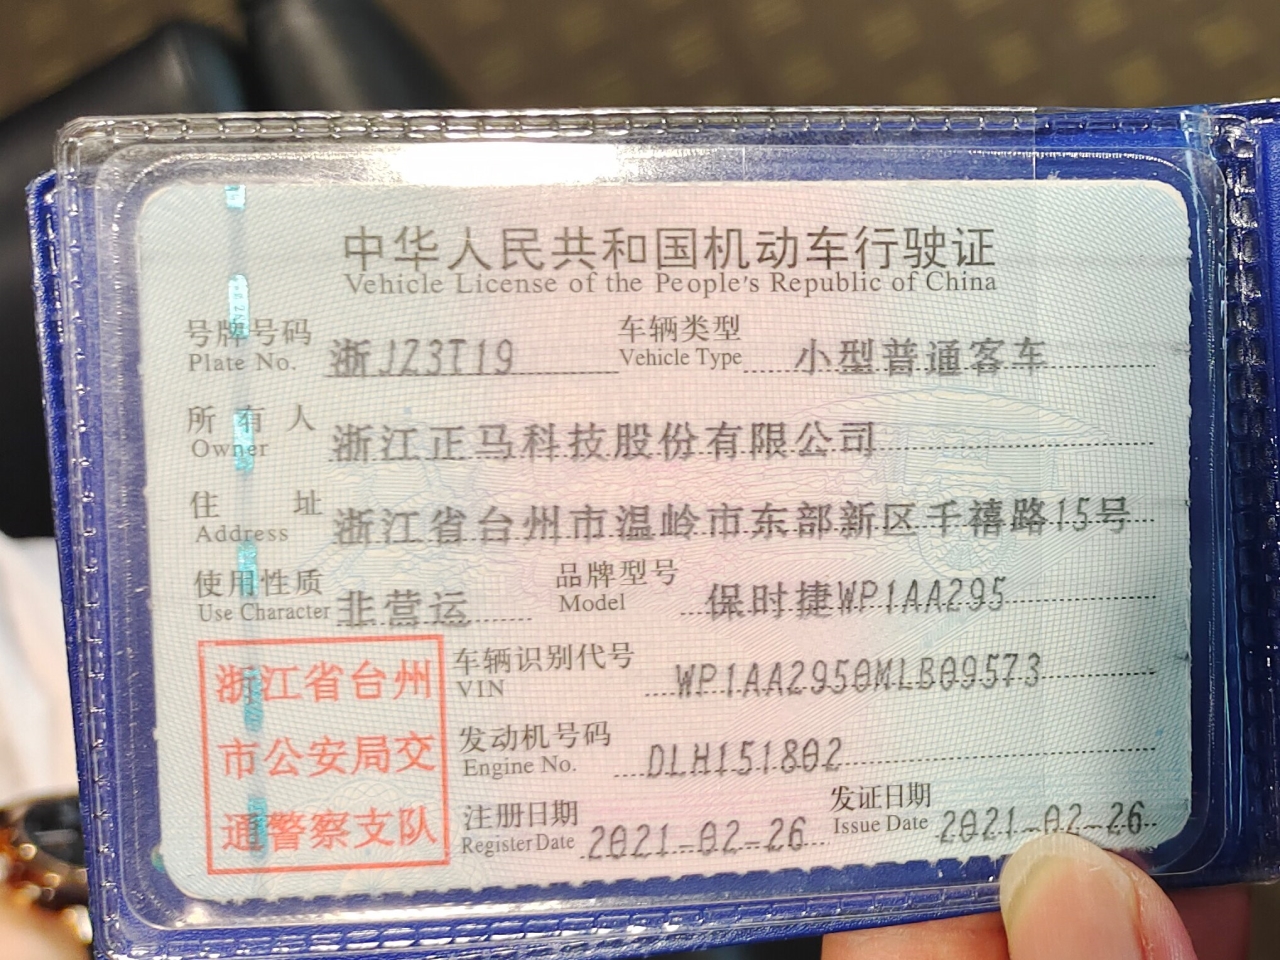 中华人民共和国机动车行驶证
Vehicle License of the People's Republic of China
号牌号码 浙JZ3T19 车辆类型 小型普通客车
Plate No. Vehicle Type
所有人 浙江正马科技股份有限公司
Owner
住址 浙江省台州市温岭市东部新区千禧路15号
Address
使用性质 非营运 品牌型号 保时捷WP1AA295
Use Character Model
浙江省台州
市公安局交
通警察支队
车辆识别代号 WP1AA2950MLB09573
VIN
发动机号码 DLH151802
Engine No.
注册日期 2021-02-26 发证日期 2021-02-26
Register Date Issue Date